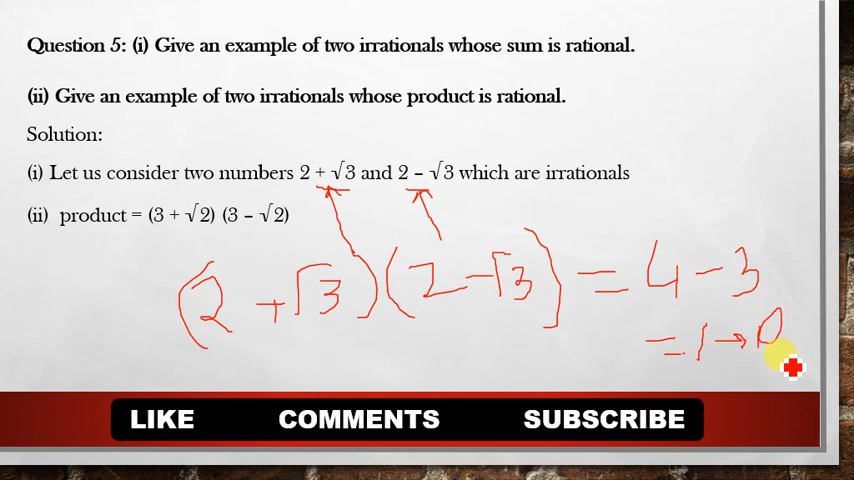 Question 5: (i) Give an example of two irrationals whose sum is rational.
(ii) Give an example of two irrationals whose product is rational.
Solution:
(i) Let us consider two numbers 2 + √3 and 2 – √3 which are irrationals
(ii) product = (3 + √2) (3 – √2)
(2 + √3) (2 - √3) = 4 - 3
= 1 →
LIKE COMMENTS SUBSCRIBE